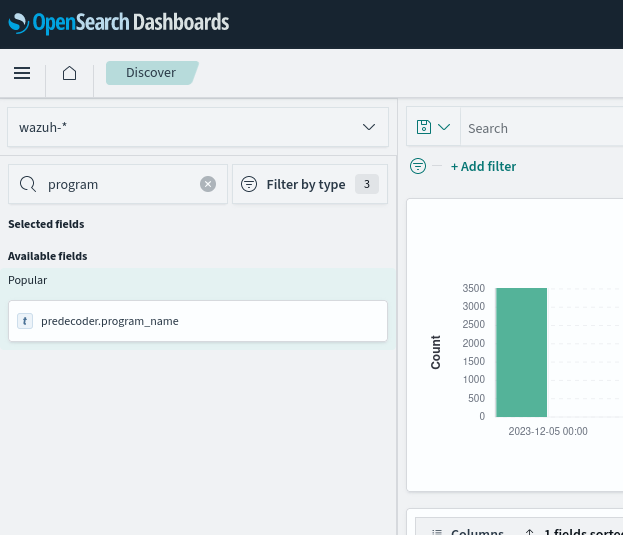 OpenSearch Dashboards
Discover
wazuh-*
Search
program
Filter by type 3
+ Add filter
Selected fields
Available fields
Popular
t predecoder.program_name
3500
3000
2500
2000
1500
1000
500
0
Count
2023-12-05 00:00
Columns
1 fields sorted